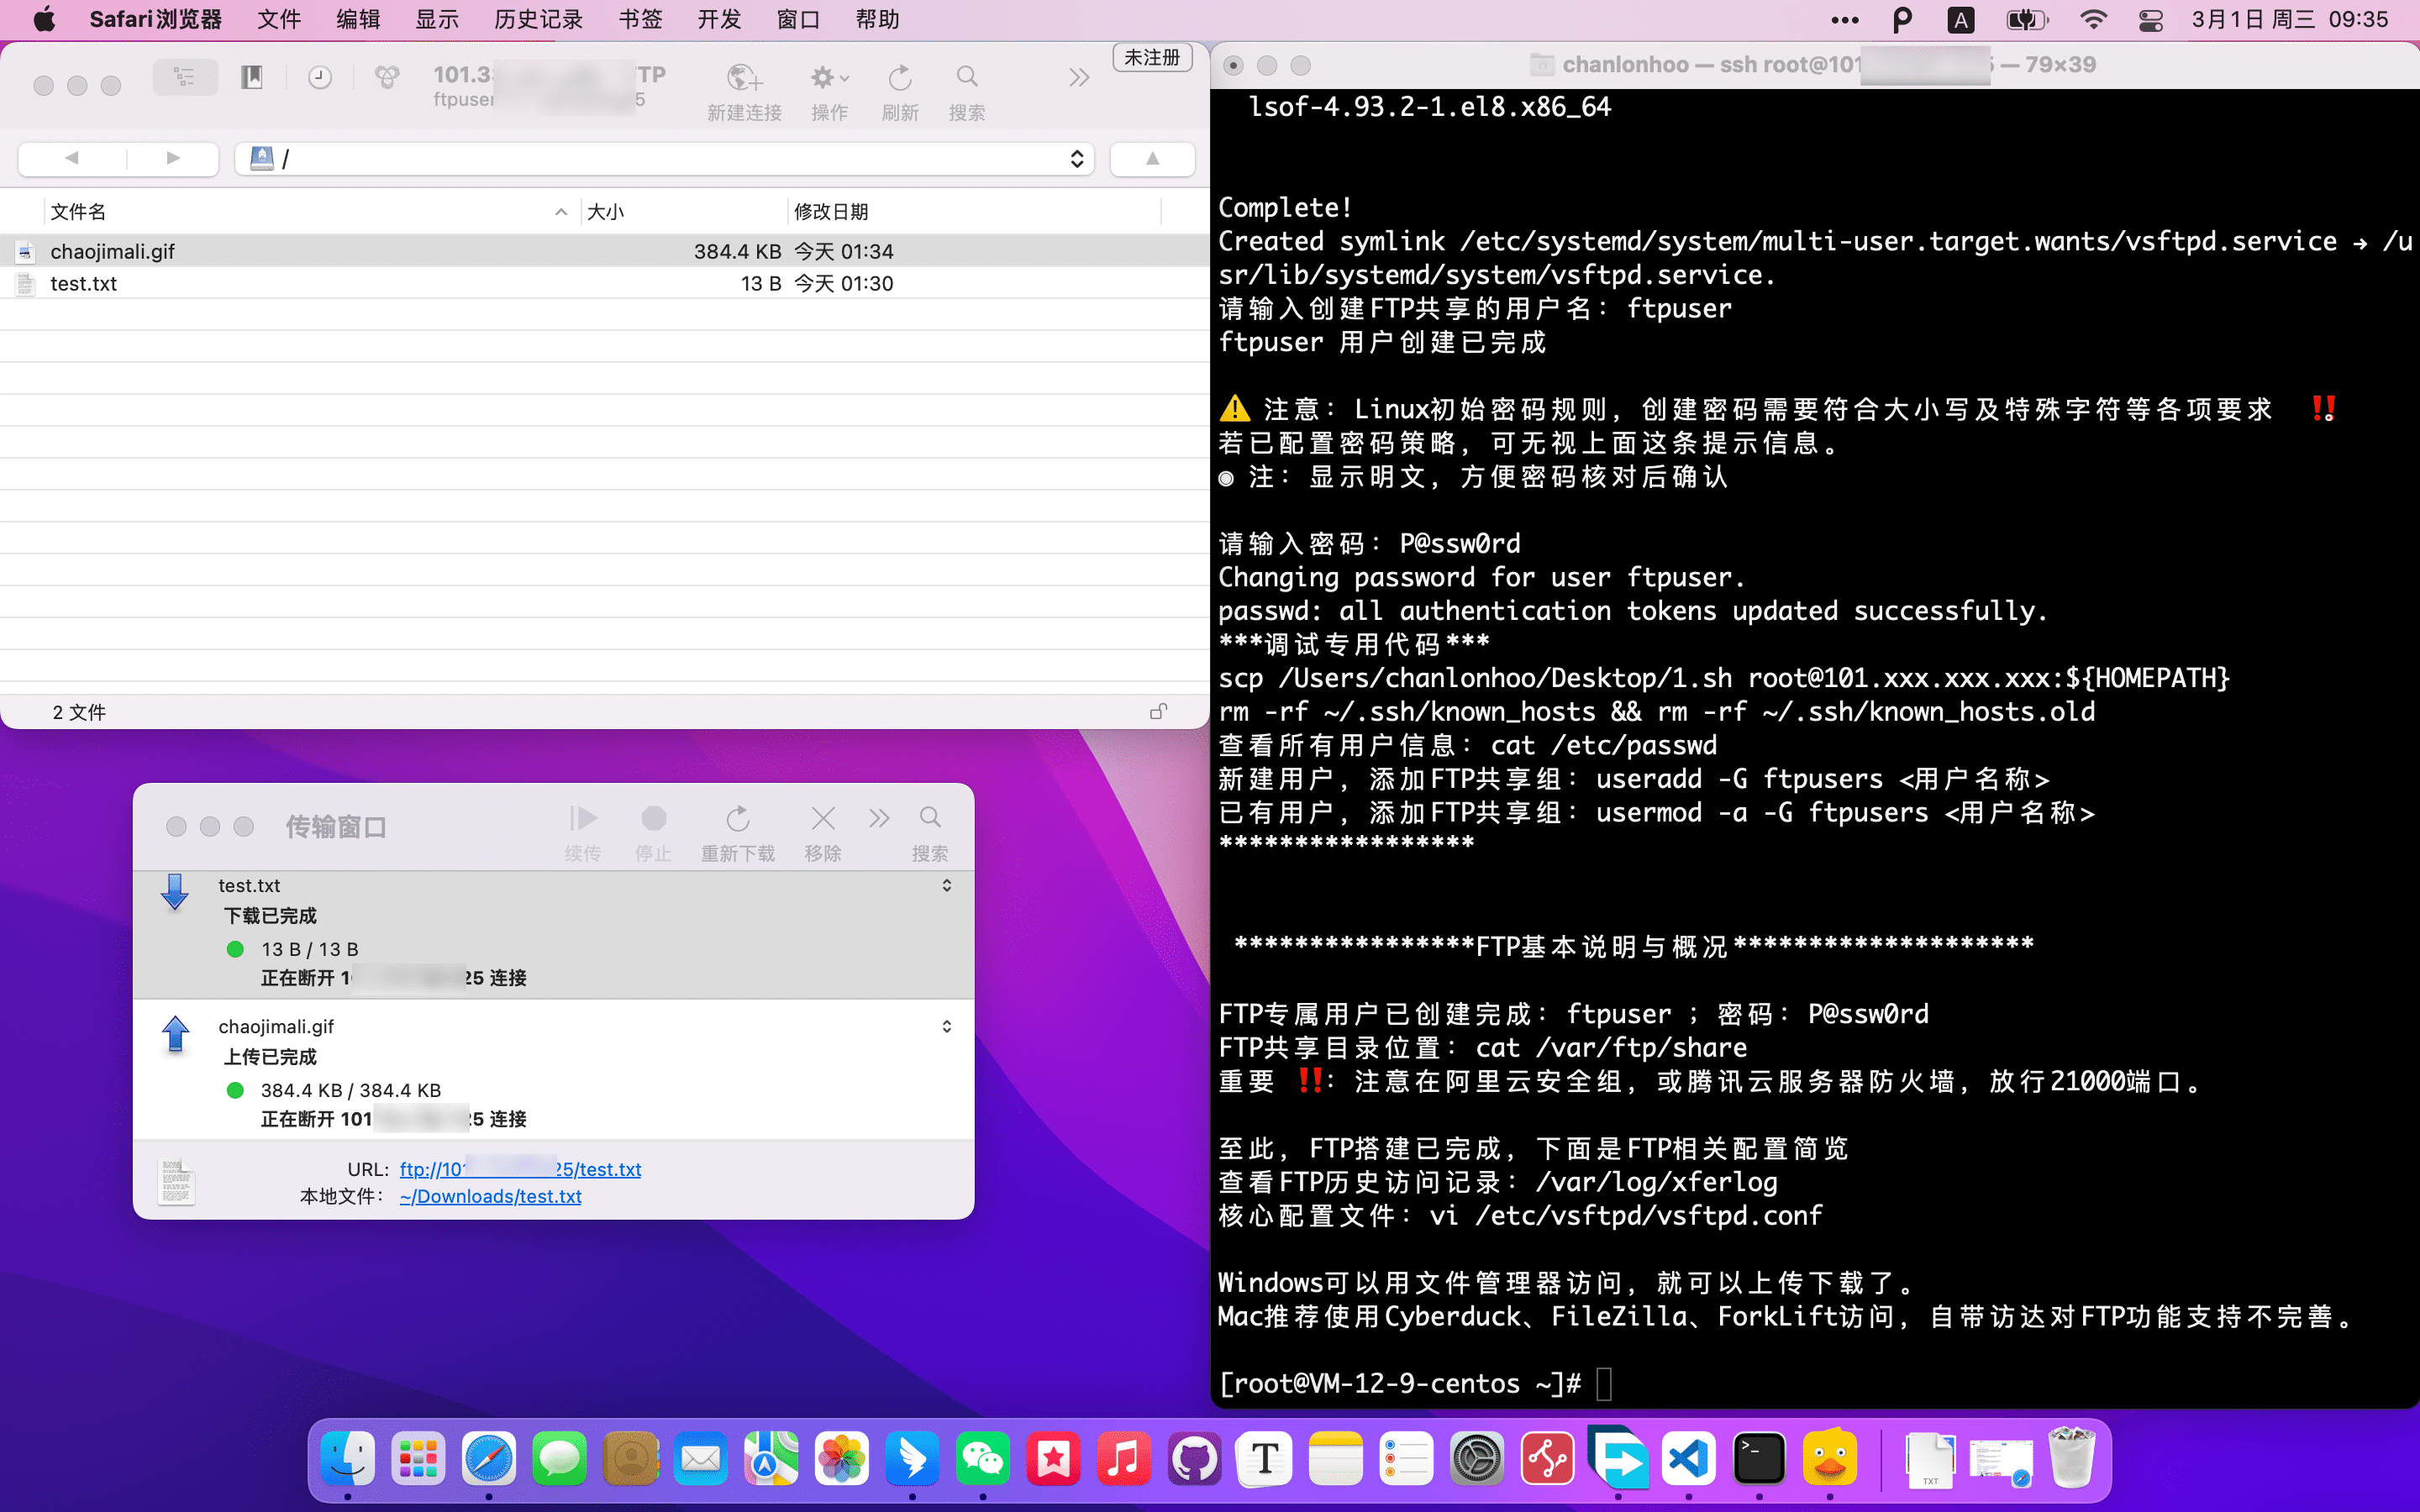 Safari浏览器 文件 编辑 显示 历史记录 书签 开发 窗口 帮助
A 3月1日 周三 09:35
101.3 TP
ftpuser 5
新建连接 操作 刷新 搜索
未注册
/
文件名 大小 修改日期
chaojimali.gif 384.4 KB 今天 01:34
test.txt 13 B 今天 01:30
2 文件
传输窗口
续传 停止 重新下载 移除 搜索
test.txt
下载已完成
13 B / 13 B
正在断开 1 25 连接
chaojimali.gif
上传已完成
384.4 KB / 384.4 KB
正在断开 101 5 连接
URL: ftp://10 25/test.txt
本地文件: ~/Downloads/test.txt
chanlonhoo — ssh root@101 — 79×39
lsof-4.93.2-1.el8.x86_64
Complete!
Created symlink /etc/systemd/system/multi-user.target.wants/vsftpd.service → /u
sr/lib/systemd/system/vsftpd.service.
请输入创建FTP共享的用户名：ftpuser
ftpuser 用户创建已完成
⚠️ 注意：Linux初始密码规则，创建密码需要符合大小写及特殊字符等各项要求 ‼️。
若已配置密码策略，可无视上面这条提示信息。
◉ 注：显示明文，方便密码核对后确认
请输入密码：P@ssw0rd
Changing password for user ftpuser.
passwd: all authentication tokens updated successfully.
***调试专用代码***
scp /Users/chanlonhoo/Desktop/1.sh root@101.xxx.xxx.xxx:${HOMEPATH}
rm -rf ~/.ssh/known_hosts && rm -rf ~/.ssh/known_hosts.old
查看所有用户信息：cat /etc/passwd
新建用户，添加FTP共享组：useradd -G ftpusers <用户名称>
已有用户，添加FTP共享组：usermod -a -G ftpusers <用户名称>
*****************
****************FTP基本说明与概况********************
FTP专属用户已创建完成：ftpuser ；密码：P@ssw0rd
FTP共享目录位置：cat /var/ftp/share
重要 ‼️：注意在阿里云安全组，或腾讯云服务器防火墙，放行21000端口。
至此，FTP搭建已完成，下面是FTP相关配置简览
查看FTP历史访问记录：/var/log/xferlog
核心配置文件：vi /etc/vsftpd/vsftpd.conf
Windows可以用文件管理器访问，就可以上传下载了。
Mac推荐使用Cyberduck、FileZilla、ForkLift访问，自带访达对FTP功能支持不完善。
[root@VM-12-9-centos ~]#
T
TXT